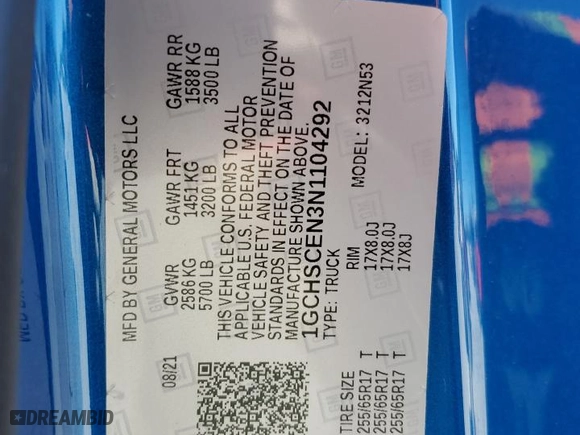 MFD BY GENERAL MOTORS LLC
08/21 GVWR GAWR FRT GAWR RR
2586 KG 1451 KG 1588 KG
5700 LB 3200 LB 3500 LB
THIS VEHICLE CONFORMS TO ALL
APPLICABLE U.S. FEDERAL MOTOR
VEHICLE SAFETY AND THEFT PREVENTION
STANDARDS IN EFFECT ON THE DATE OF
MANUFACTURE SHOWN ABOVE.
1GCHSCEN3N1104292
TYPE: TRUCK MODEL: 3212N53
TIRE SIZE RIM
255/65R17 T 17X8.0J
255/65R17 T 17X8.0J
255/65R17 T 17X8J
GM
DREAMBID